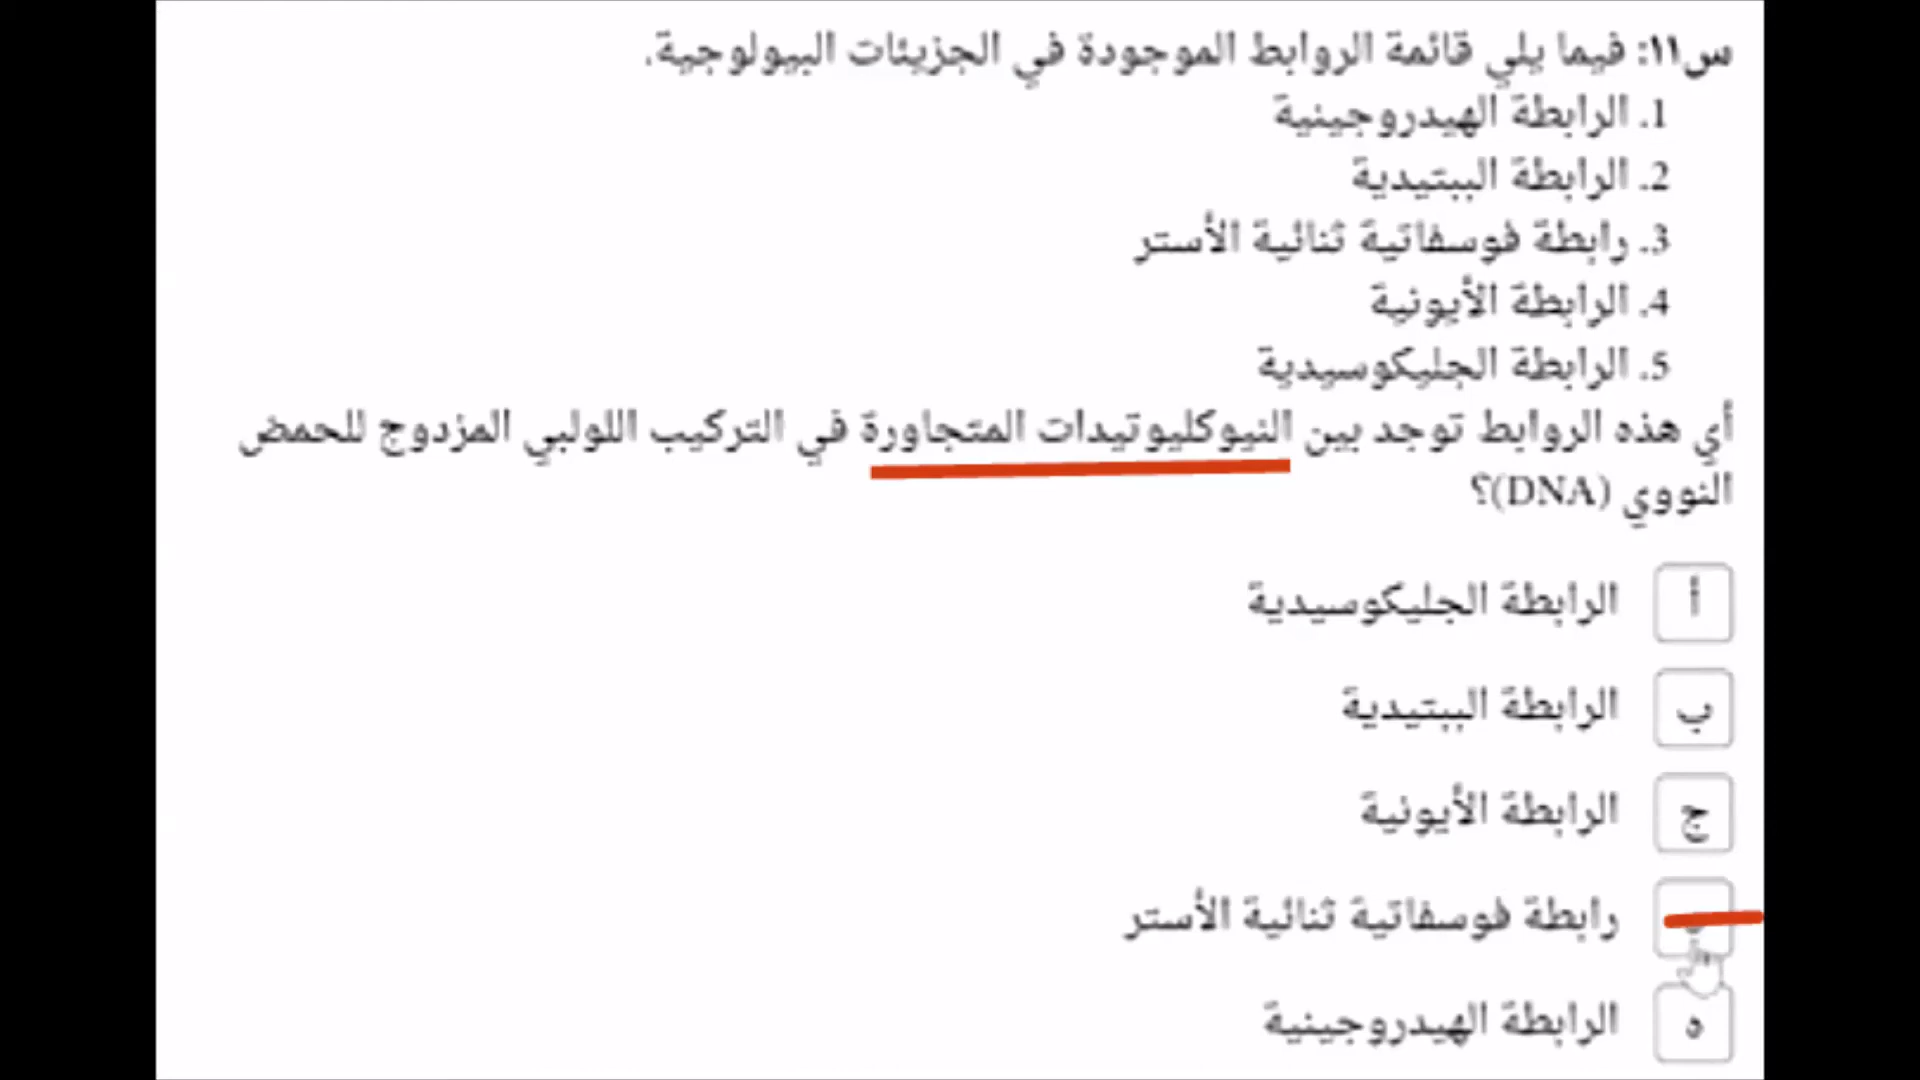 س١١: فيما يلي قائمة الروابط الموجودة في الجزيئات البيولوجية.
1. الرابطة الهيدروجينية
2. الرابطة الببتيدية
3. رابطة فوسفاتية ثنائية الأستر
4. الرابطة الأيونية
5. الرابطة الجليكوسيدية
أي هذه الروابط توجد بين النيوكليوتيدات المتجاورة في التركيب اللولبي المزدوج للحمض
النووي (DNA)؟
أ الرابطة الجليكوسيدية
ب الرابطة الببتيدية
ج الرابطة الأيونية
رابطة فوسفاتية ثنائية الأستر
ه الرابطة الهيدروجينية